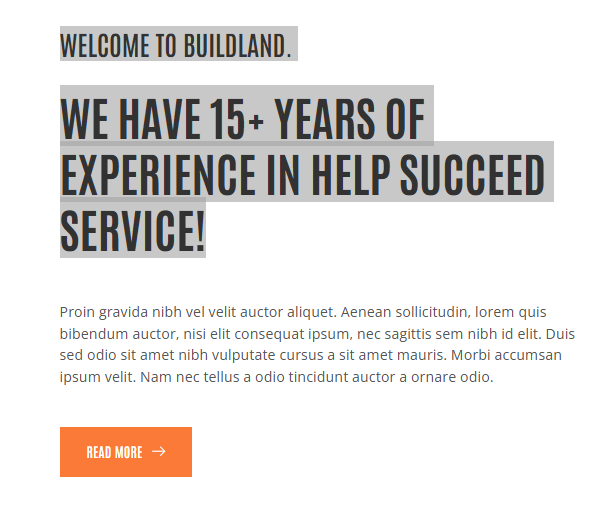 WELCOME TO BUILDLAND.
WE HAVE 15+ YEARS OF
EXPERIENCE IN HELP SUCCEED
SERVICE!
Proin gravida nibh vel velit auctor aliquet. Aenean sollicitudin, lorem quis
bibendum auctor, nisi elit consequat ipsum, nec sagittis sem nibh id elit. Duis
sed odio sit amet nibh vulputate cursus a sit amet mauris. Morbi accumsan
ipsum velit. Nam nec tellus a odio tincidunt auctor a ornare odio.
READ MORE